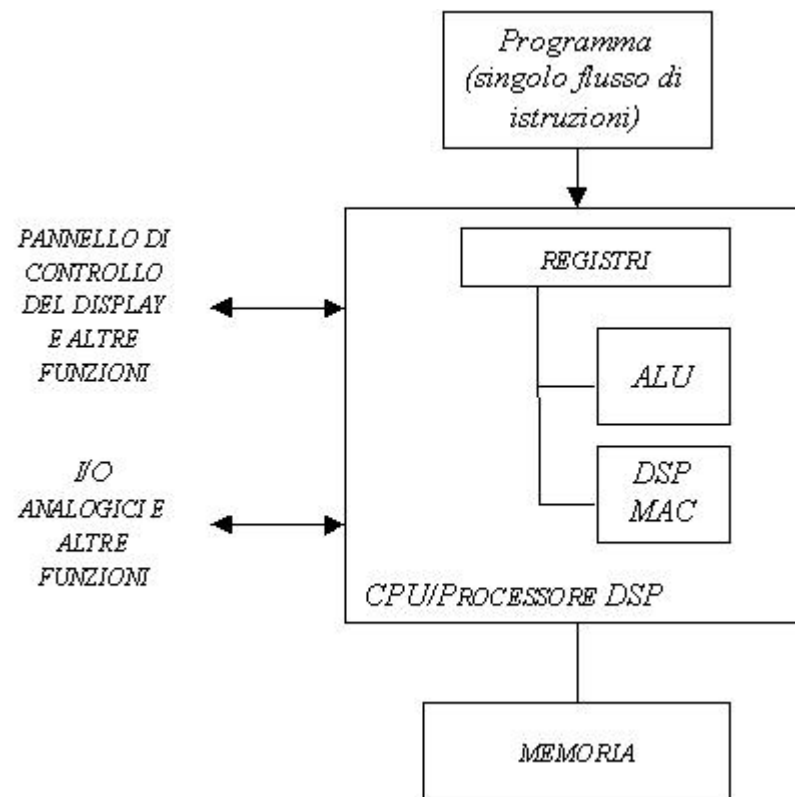 Programma
(singolo flusso di
istruzioni)
PANNELLO DI
CONTROLLO
DEL DISPLAY
E ALTRE
FUNZIONI
REGISTRI
ALU
I/O
ANALOGICI E
ALTRE
FUNZIONI
DSP
MAC
CPU/PROCESSORE DSP
MEMORIA